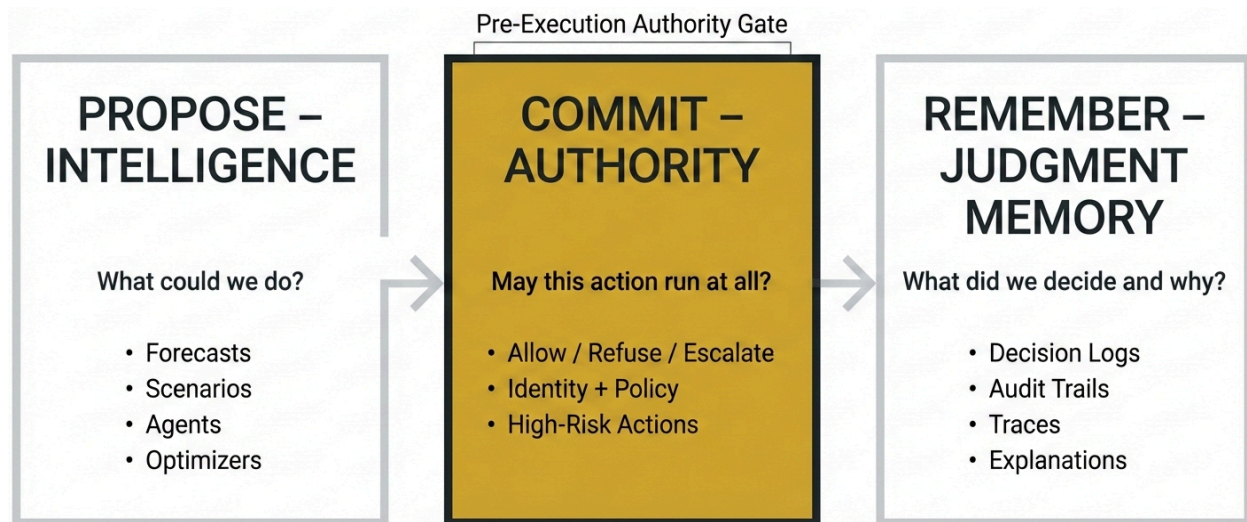 Pre-Execution Authority Gate
PROPOSE –
INTELLIGENCE
What could we do?
• Forecasts
• Scenarios
• Agents
• Optimizers
COMMIT –
AUTHORITY
May this action run at all?
• Allow / Refuse / Escalate
• Identity + Policy
• High-Risk Actions
REMEMBER –
JUDGMENT
MEMORY
What did we decide and why?
• Decision Logs
• Audit Trails
• Traces
• Explanations